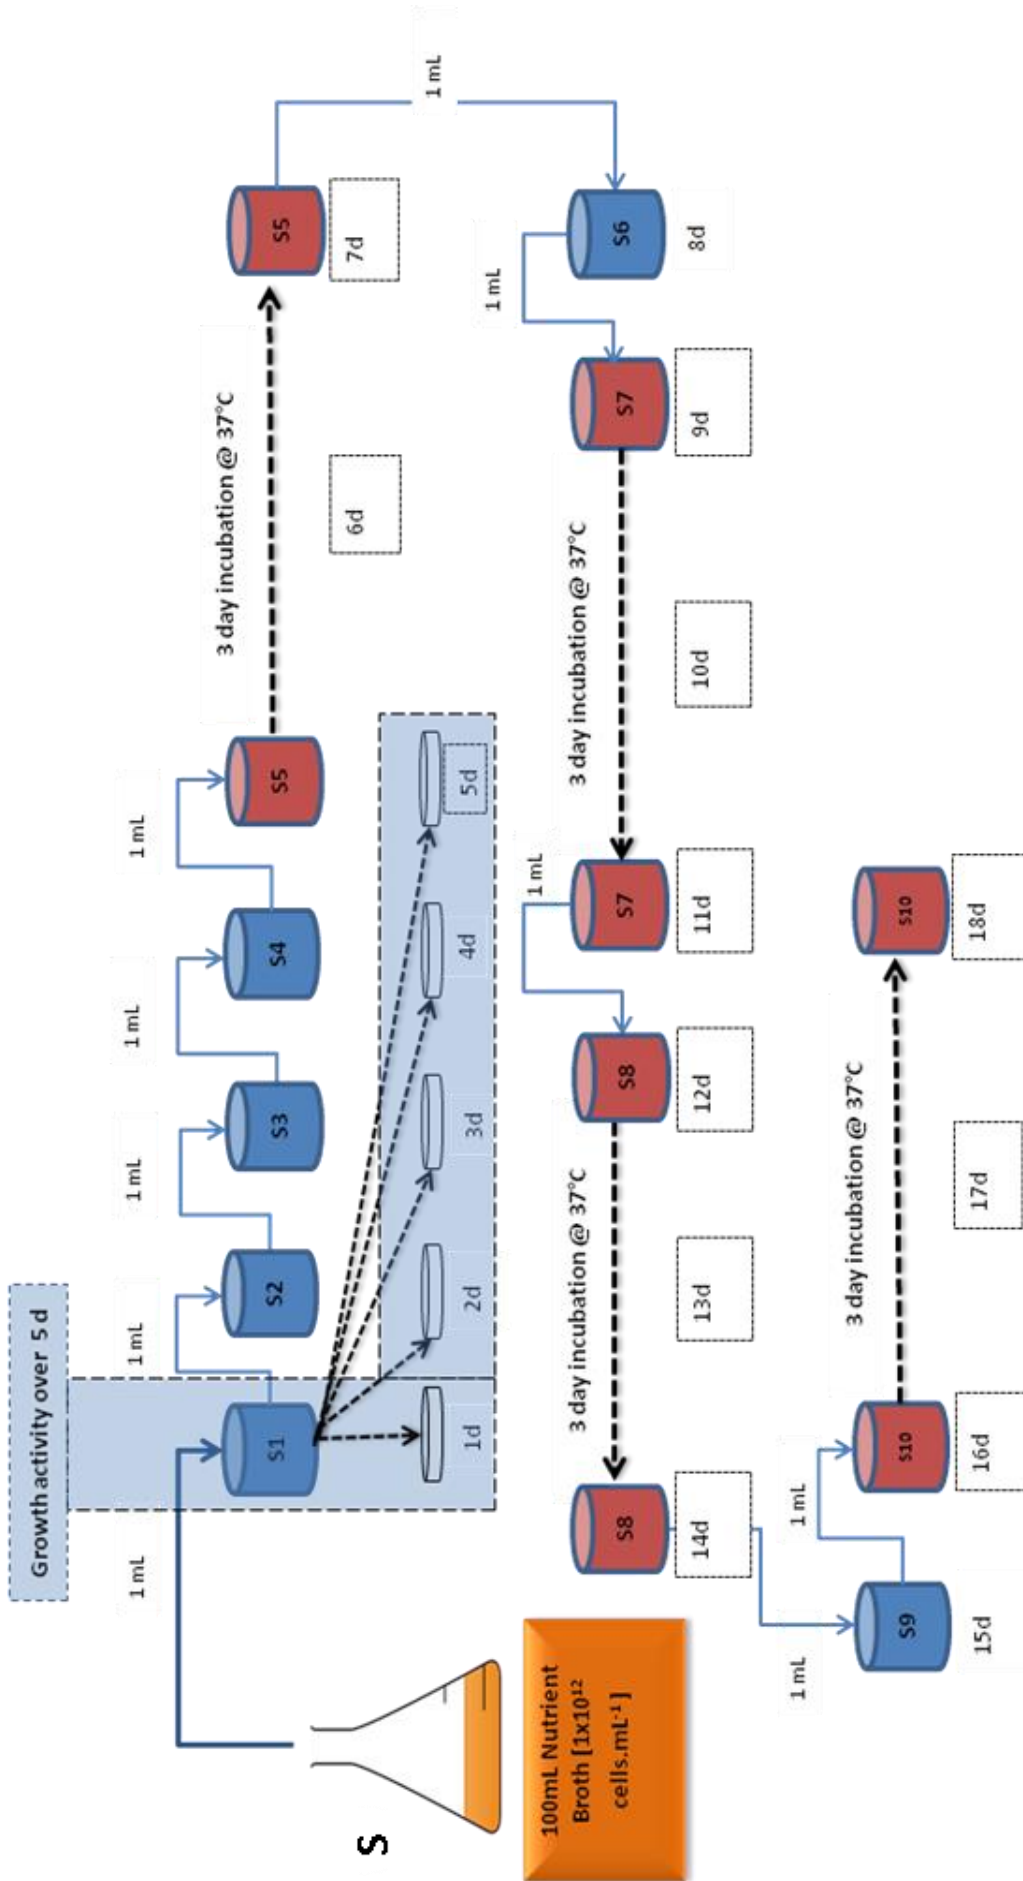 Growth activity over 5 d
1 mL
1 mL
1 mL
1 mL
1 mL
S
S1
S2
S3
S4
S5
3 day incubation @ 37°C
S5
1d
2d
3d
4d
5d
6d
7d
1 mL
100mL Nutrient
Broth [1x10¹²
cells.mL⁻¹]
S8
3 day incubation @ 37°C
S8
1 mL
S7
3 day incubation @ 37°C
S7
1 mL
S6
14d
13d
12d
11d
10d
9d
8d
1 mL
S9
1 mL
S10
3 day incubation @ 37°C
S10
15d
16d
17d
18d